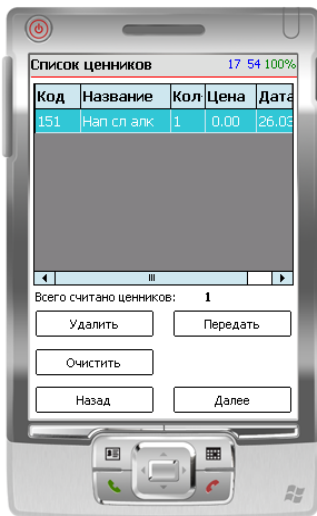 Список ценников 17 54 100%
Код Название Кол Цена Дата
151 Нап сл алк 1 0.00 26.03
Всего считано ценников: 1
Удалить Передать
Очистить
Назад Далее